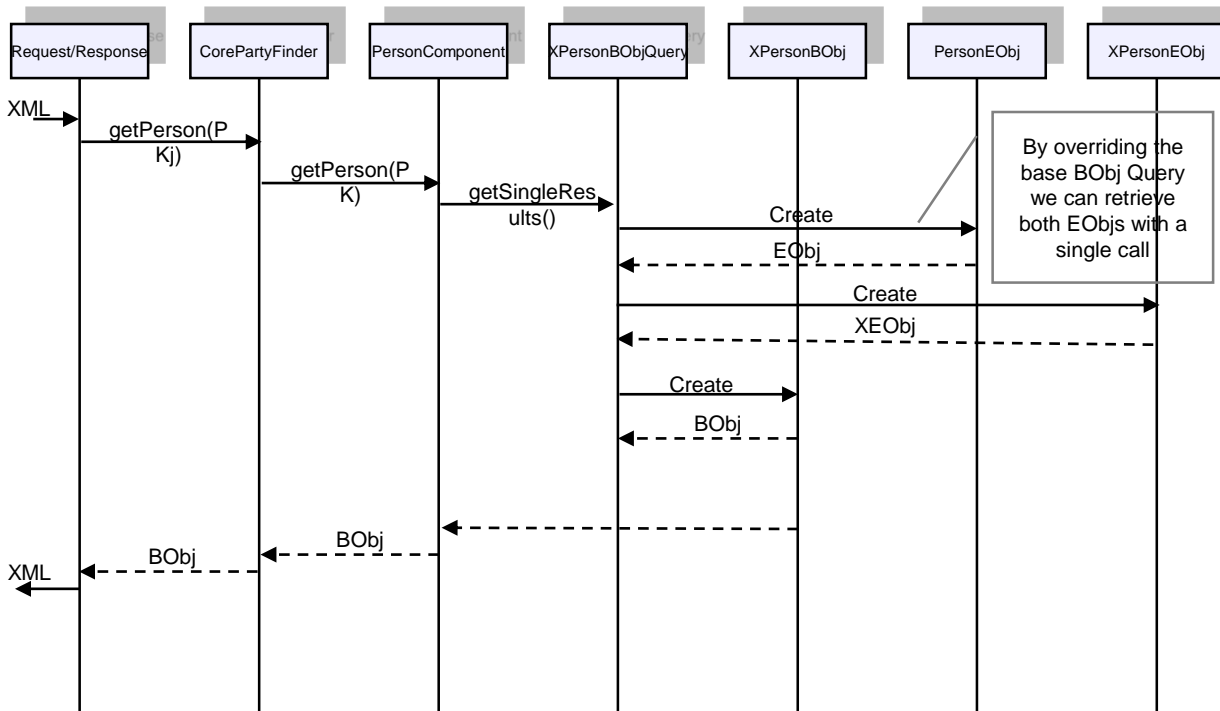 Request/Response
CorePartyFinder
PersonComponent
XPersonBObjQuery
XPersonBObj
PersonEObj
XPersonEObj
XML
getPerson(P
Kj)
getPerson(P
K)
getSingleRes
ults()
Create
EObj
By overriding the
base BObj Query
we can retrieve
both EObjs with a
single call
Create
XEObj
Create
BObj
BObj
BObj
XML